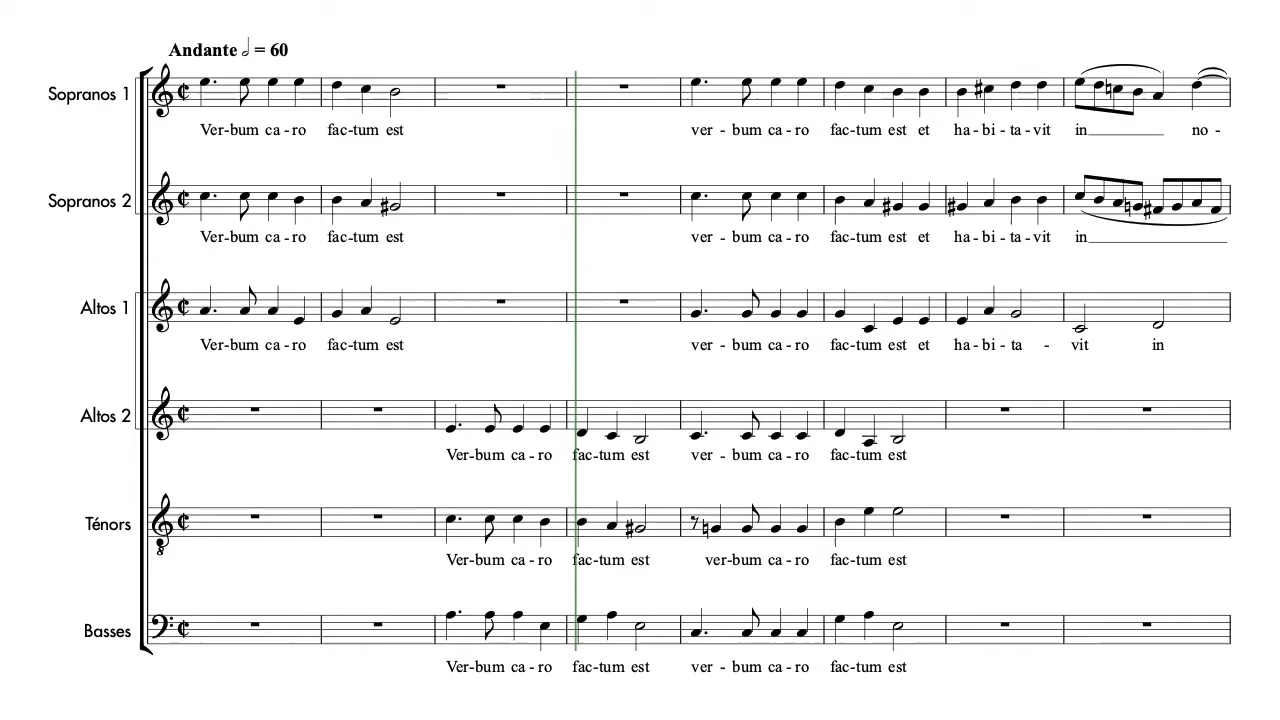 Andante 𝅗𝅥 = 60
Sopranos 1
Ver-bum ca-ro fac-tum est ver - bum ca-ro fac-tum est et ha-bi-ta-vit in no -
Sopranos 2
Ver-bum ca-ro fac-tum est ver - bum ca-ro fac-tum est et ha-bi-ta-vit in
Altos 1
Ver-bum ca-ro fac-tum est ver - bum ca-ro fac-tum est et ha-bi-ta - vit in
Altos 2
Ver-bum ca-ro fac-tum est ver - bum ca-ro fac-tum est
Ténors
8
Ver-bum ca-ro fac-tum est ver-bum ca-ro fac-tum est
Basses
Ver-bum ca-ro fac-tum est ver - bum ca-ro fac-tum est